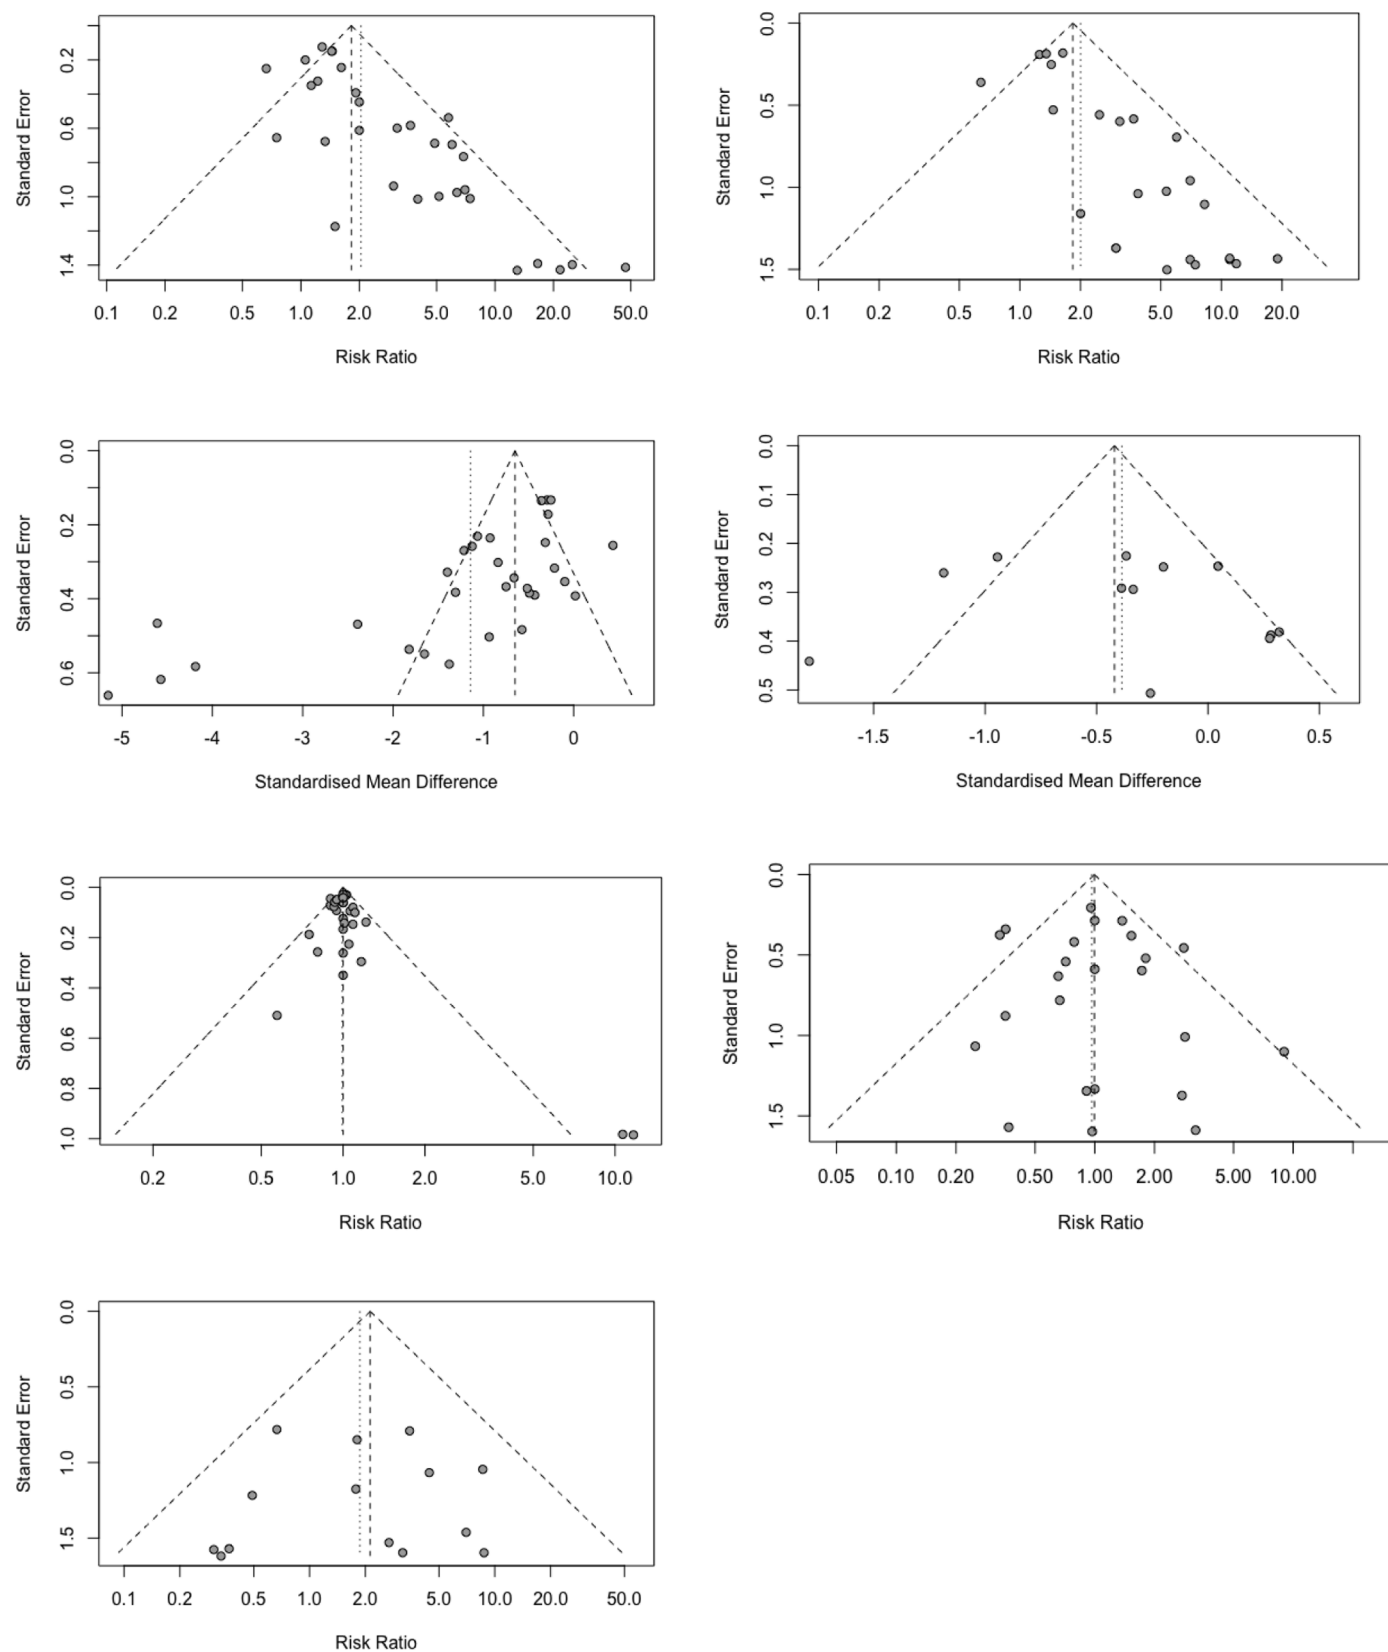 Standard Error
0.2
0.6
1.0
1.4
0.1 0.2 0.5 1.0 2.0 5.0 10.0 20.0 50.0
Risk Ratio
Standard Error
0.0
0.5
1.0
1.5
0.1 0.2 0.5 1.0 2.0 5.0 10.0 20.0
Risk Ratio
Standard Error
0.0
0.2
0.4
0.6
-5 -4 -3 -2 -1 0
Standardised Mean Difference
Standard Error
0.0
0.1
0.2
0.3
0.4
0.5
-1.5 -1.0 -0.5 0.0 0.5
Standardised Mean Difference
Standard Error
0.0
0.2
0.4
0.6
0.8
1.0
0.2 0.5 1.0 2.0 5.0 10.0
Risk Ratio
Standard Error
0.0
0.5
1.0
1.5
0.05 0.10 0.20 0.50 1.00 2.00 5.00 10.00
Risk Ratio
Standard Error
0.0
0.5
1.0
1.5
0.1 0.2 0.5 1.0 2.0 5.0 10.0 20.0 50.0
Risk Ratio